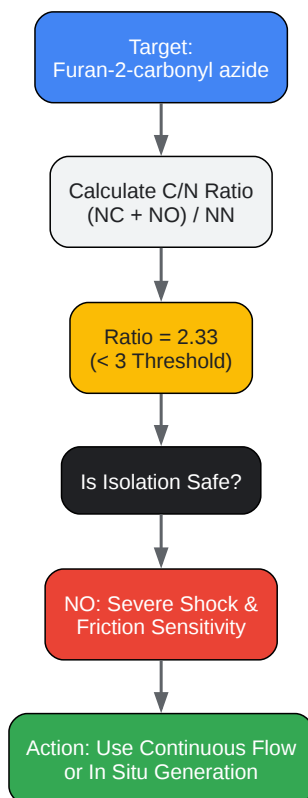 Target:
Furan-2-carbonyl azide
Calculate C/N Ratio
(NC + NO) / NN
Ratio = 2.33
(< 3 Threshold)
Is Isolation Safe?
NO: Severe Shock &
Friction Sensitivity
Action: Use Continuous Flow
or In Situ Generation